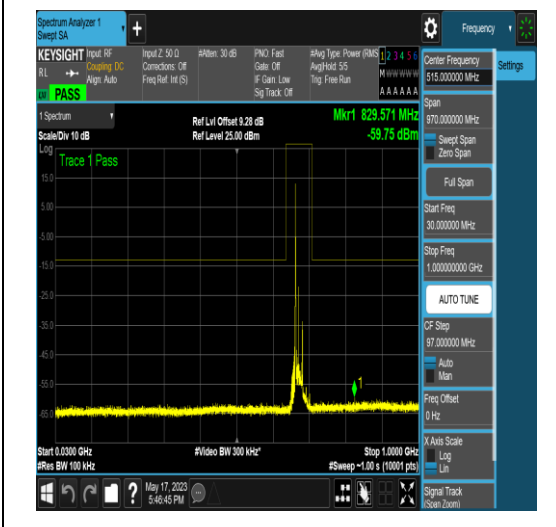 Spectrum Analyzer 1
Swept SA
+
Frequency
KEYSIGHT
RL
PASS
Input: RF
Coupling: DC
Align: Auto
Input Z: 50 Ω
Corrections: Off
Freq Ref: Int (S)
#Atten: 30 dB
PNO: Fast
Gate: Off
IF Gain: Low
Sig Track: Off
#Avg Type: Power (RMS
Avg|Hold: 5/5
Trig: Free Run
1 2 3 4 5 6
M W W W W W
A A A A A A
1 Spectrum
Scale/Div 10 dB
Ref Lvl Offset 9.28 dB
Ref Level 25.00 dBm
Mkr1 829.571 MHz
-59.75 dBm
Log
Trace 1 Pass
15.0
5.00
-5.00
-15.0
-25.0
-35.0
-45.0
-55.0
-65.0
1
Start 0.0300 GHz
#Res BW 100 kHz
#Video BW 300 kHz*
Stop 1.0000 GHz
#Sweep ~1.00 s (10001 pts)
?
May 17, 2023
5:46:45 PM
Center Frequency
515.000000 MHz
Settings
Span
970.000000 MHz
Swept Span
Zero Span
Full Span
Start Freq
30.000000 MHz
Stop Freq
1.000000000 GHz
AUTO TUNE
CF Step
97.000000 MHz
Auto
Man
Freq Offset
0 Hz
X Axis Scale
Log
Lin
Signal Track
(Span Zoom)